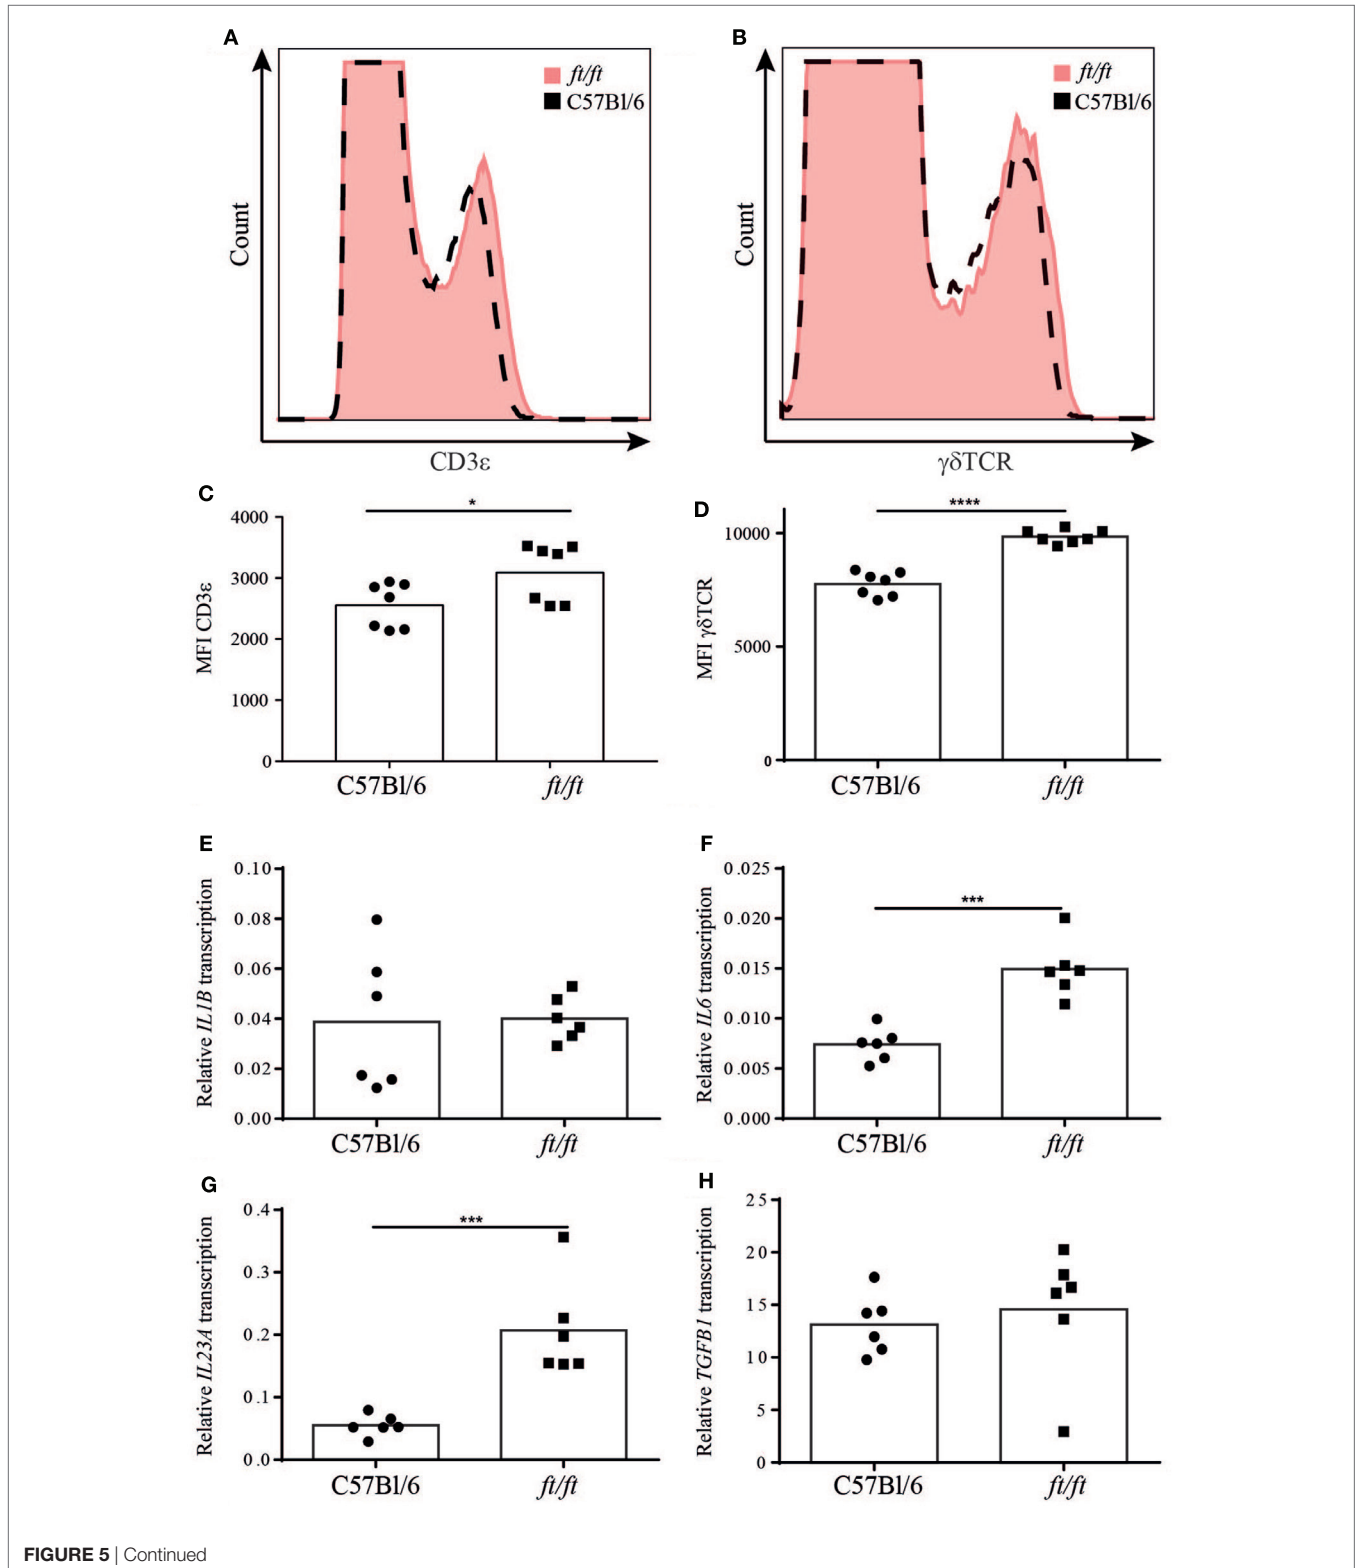 A
ft/ft
C57Bl/6
Count
CD3ε
B
ft/ft
C57Bl/6
Count
γδTCR
C
*
4000
3000
2000
1000
0
MFI CD3ε
C57Bl/6
ft/ft
D
****
10000
5000
0
MFI γδTCR
C57Bl/6
ft/ft
E
0.10
0.08
0.06
0.04
0.02
0.00
Relative IL1B transcription
C57Bl/6
ft/ft
F
***
0.025
0.020
0.015
0.010
0.005
0.000
Relative IL6 transcription
C57Bl/6
ft/ft
G
***
0.4
0.3
0.2
0.1
0.0
Relative IL23A transcription
C57Bl/6
ft/ft
H
25
20
15
10
5
0
Relative TGFB1 transcription
C57Bl/6
ft/ft
FIGURE 5 | Continued